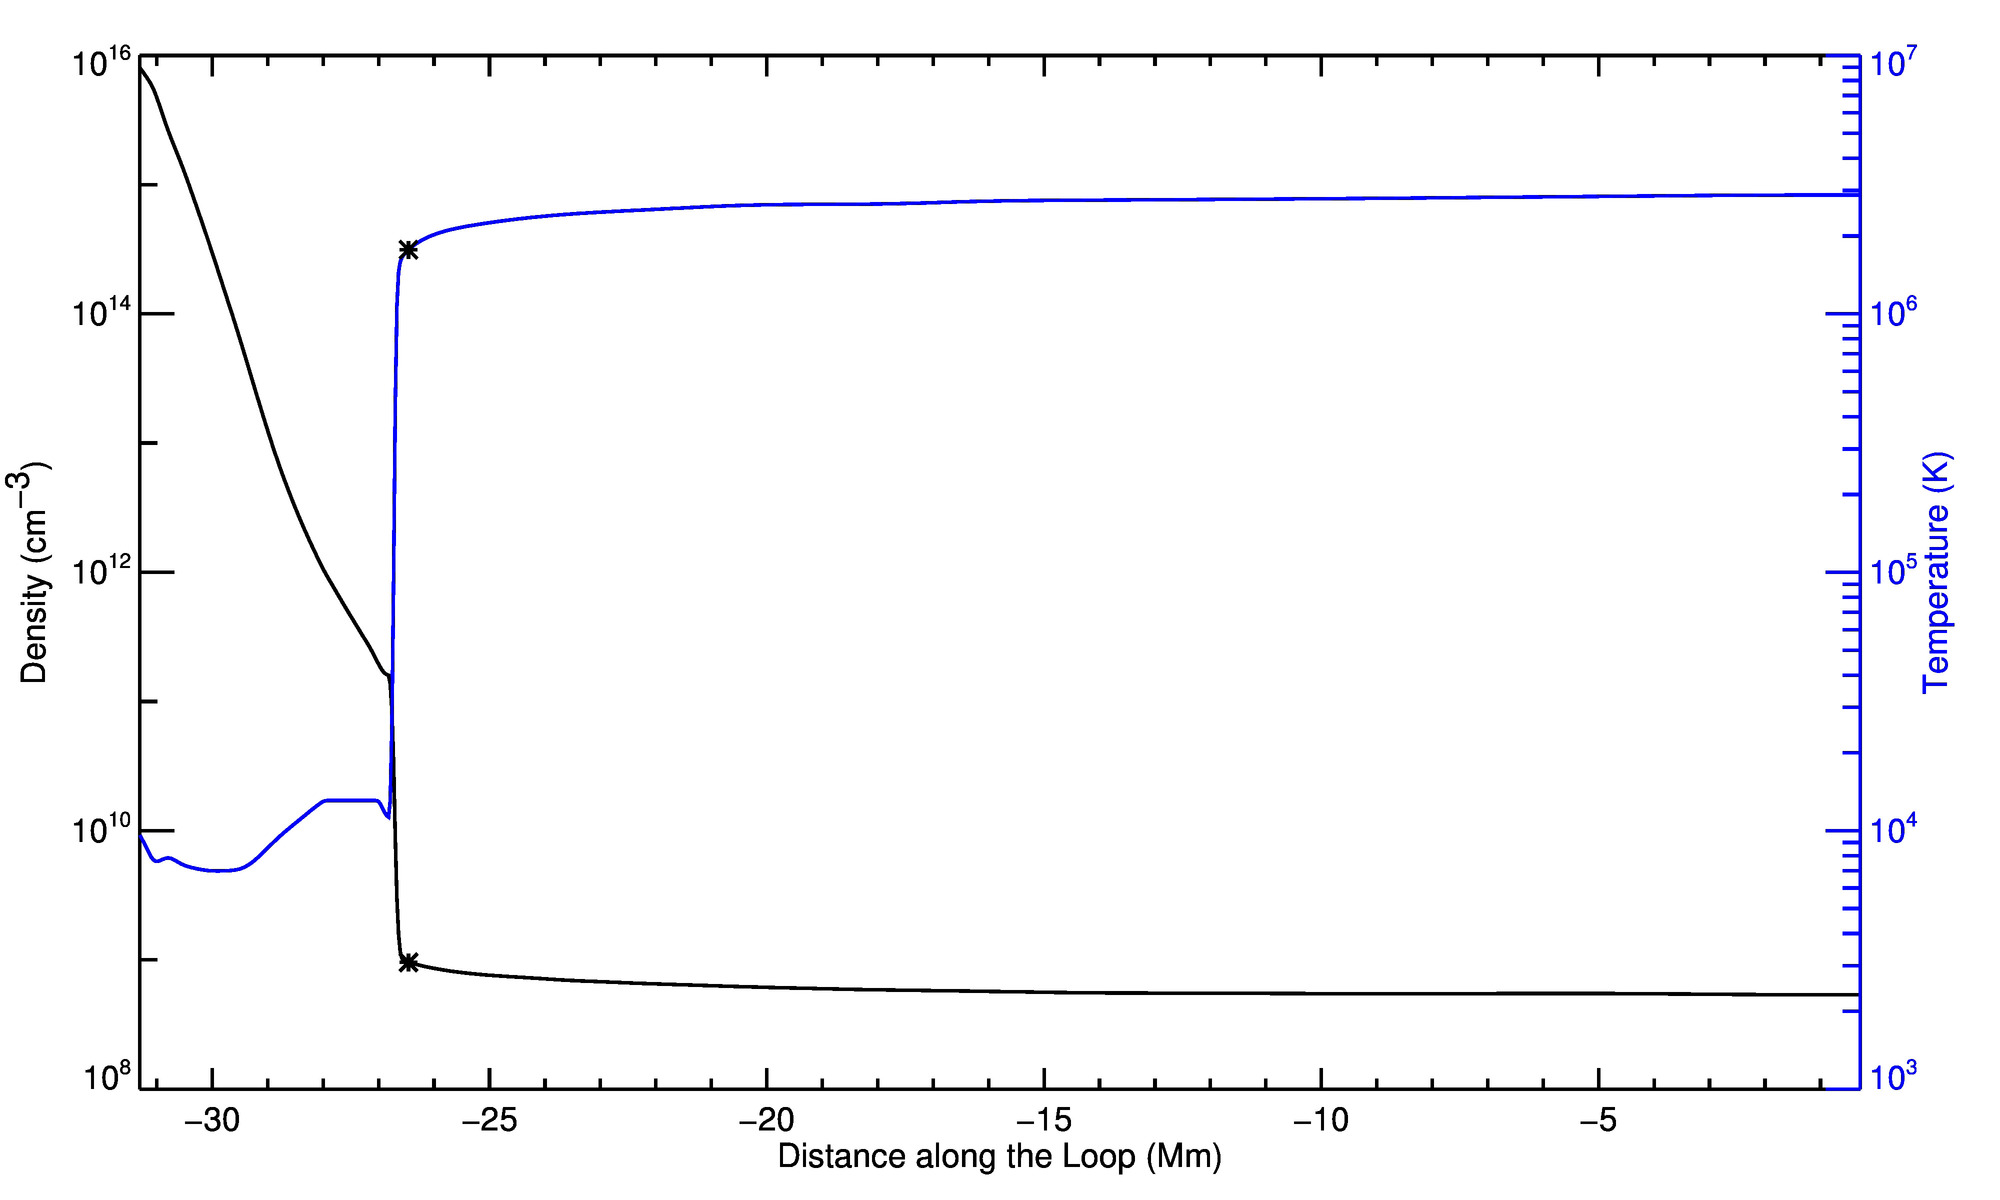 10^16
10^14
10^12
10^10
10^8
Density (cm^−3)
10^7
10^6
10^5
10^4
10^3
Temperature (K)
−30 −25 −20 −15 −10 −5
Distance along the Loop (Mm)